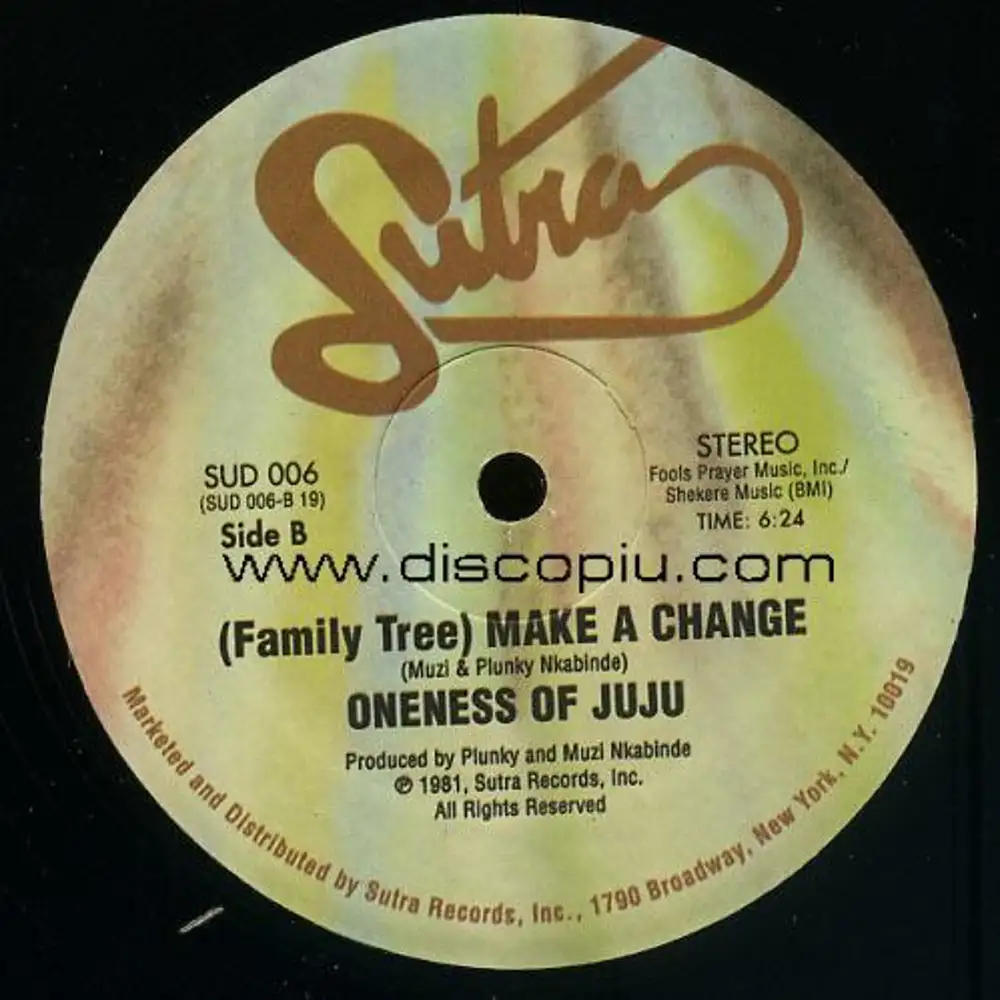 Sutra
SUD 006
(SUD 006-B 19)
Side B
STEREO
Fools Prayer Music, Inc./
Shekere Music (BMI)
TIME: 6:24
www.discopiu.com
(Family Tree) MAKE A CHANGE
(Muzi & Plunky Nkabinde)
ONENESS OF JUJU
Produced by Plunky and Muzi Nkabinde
℗ 1981, Sutra Records, Inc.
All Rights Reserved
Marketed and Distributed by Sutra Records, Inc., 1790 Broadway, New York, N.Y. 10019